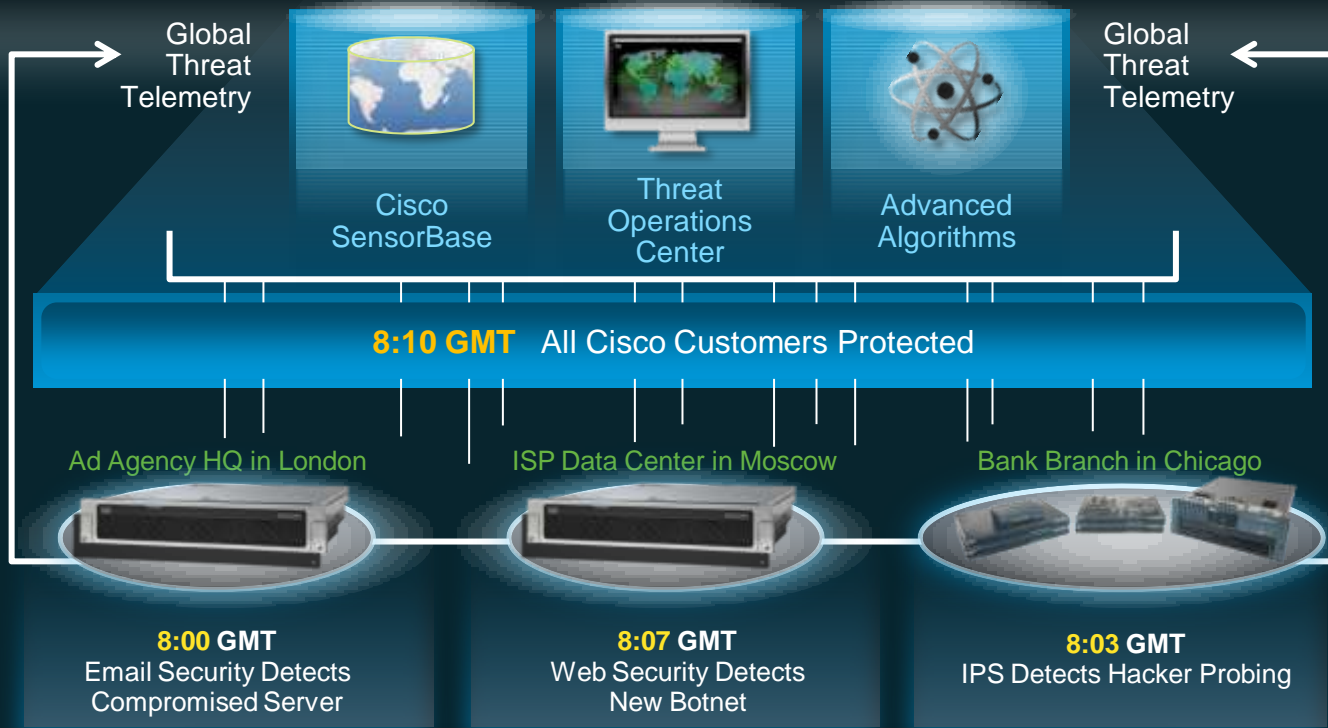 Global
Threat
Telemetry
Global
Threat
Telemetry
Cisco
SensorBase
Threat
Operations
Center
Advanced
Algorithms
8:10 GMT All Cisco Customers Protected
Ad Agency HQ in London
ISP Data Center in Moscow
Bank Branch in Chicago
8:00 GMT
Email Security Detects
Compromised Server
8:07 GMT
Web Security Detects
New Botnet
8:03 GMT
IPS Detects Hacker Probing